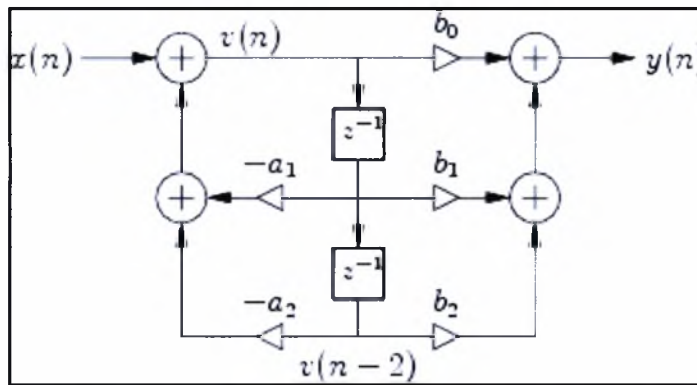 v(n) b₀
x(n) + + y(n)
z⁻¹
−a₁ b₁
+ +
z⁻¹
−a₂ b₂
v(n − 2)